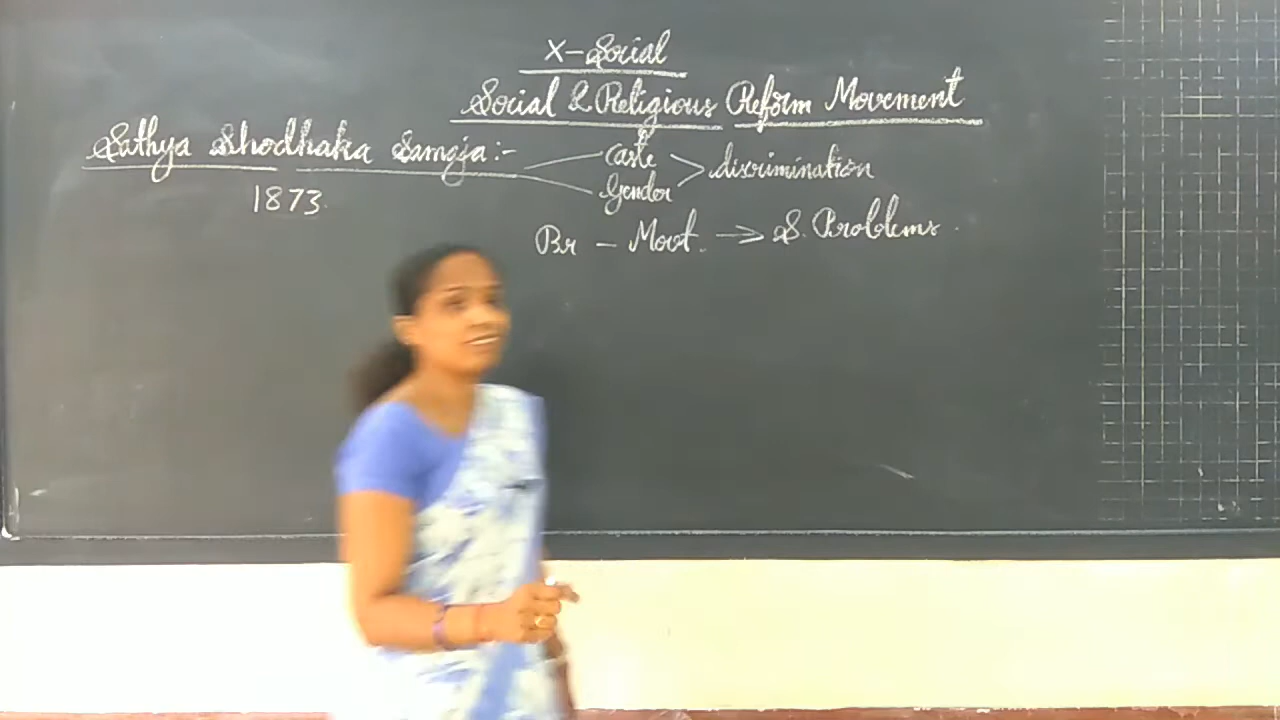 X-Social
Social & Religious Reform Movement
Sathya Shodhaka Samaja:-
1873.
Caste
Gender
discrimination
Br - Movt. → S. Problems.